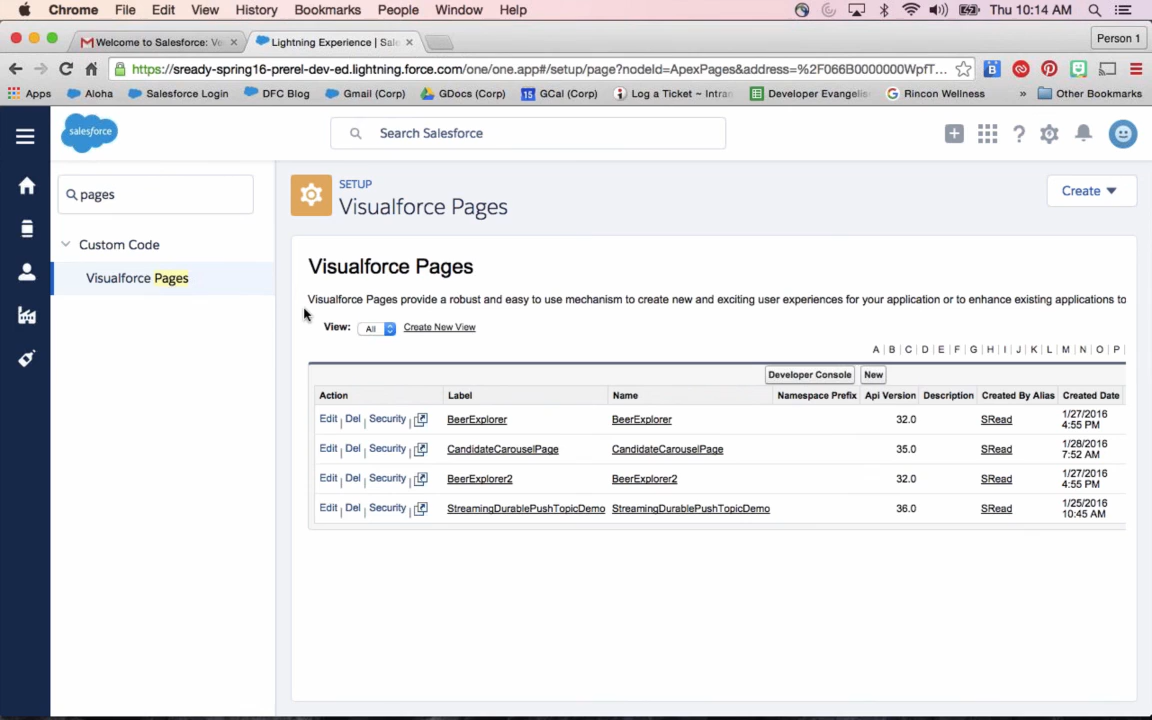 Chrome File Edit View History Bookmarks People Window Help Thu 10:14 AM
Welcome to Salesforce: Ve
Lightning Experience | Sale
Person 1
https://sready-spring16-prerel-dev-ed.lightning.force.com/one/one.app#/setup/page?nodeId=ApexPages&address=%2F066B0000000WpfT...
Apps Aloha Salesforce Login DFC Blog Gmail (Corp) GDocs (Corp) GCal (Corp) Log a Ticket ~ Intran Developer Evangelis Rincon Wellness » Other Bookmarks
salesforce
Search Salesforce
pages
Custom Code
Visualforce Pages
SETUP
Visualforce Pages
Create
Visualforce Pages
Visualforce Pages provide a robust and easy to use mechanism to create new and exciting user experiences for your application or to enhance existing applications to
View: All Create New View
A | B | C | D | E | F | G | H | I | J | K | L | M | N | O | P |
Developer Console New
Action Label Name Namespace Prefix Api Version Description Created By Alias Created Date
Edit | Del | Security | BeerExplorer BeerExplorer 32.0 SRead 1/27/2016
4:55 PM
Edit | Del | Security | CandidateCarouselPage CandidateCarouselPage 35.0 SRead 1/28/2016
7:52 AM
Edit | Del | Security | BeerExplorer2 BeerExplorer2 32.0 SRead 1/27/2016
4:55 PM
Edit | Del | Security | StreamingDurablePushTopicDemo StreamingDurablePushTopicDemo 36.0 SRead 1/25/2016
10:45 AM